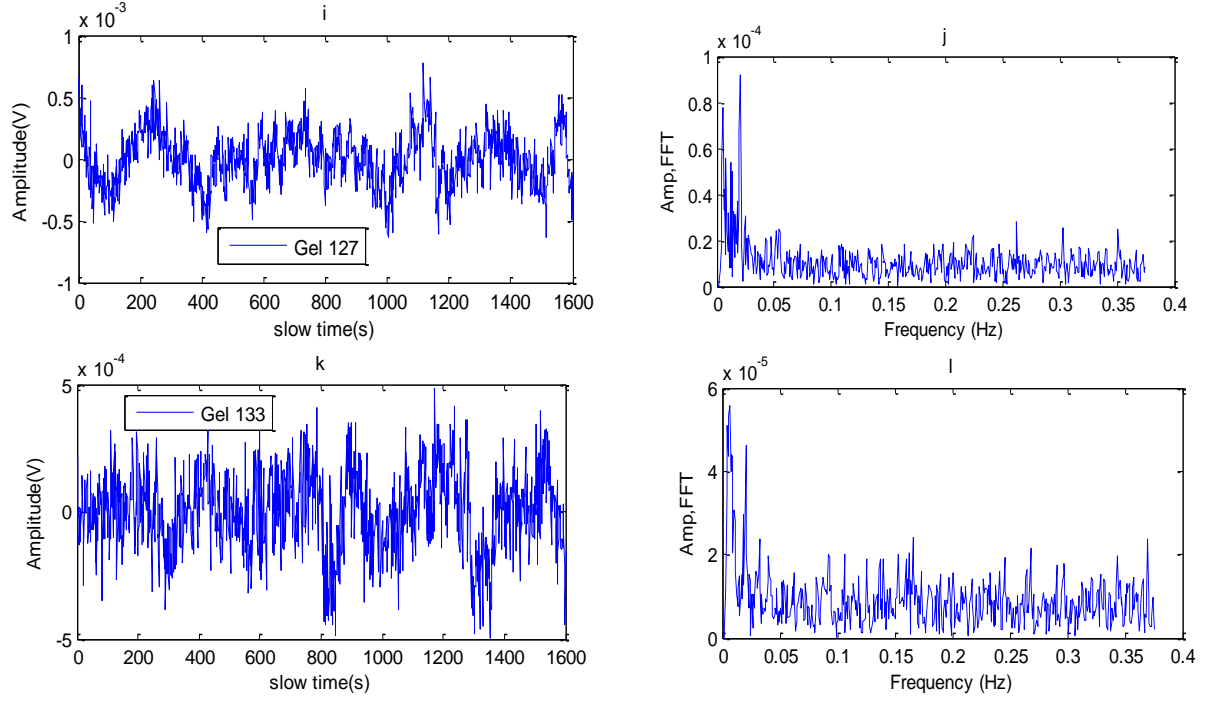 i
x 10^-3
Amplitude(V)
1
0.5
0
-0.5
-1
Gel 127
0 200 400 600 800 1000 1200 1400 1600
slow time(s)
j
x 10^-4
Amp,FFT
1
0.8
0.6
0.4
0.2
0
0 0.05 0.1 0.15 0.2 0.25 0.3 0.35 0.4
Frequency (Hz)
k
x 10^-4
Amplitude(V)
5
0
-5
Gel 133
0 200 400 600 800 1000 1200 1400 1600
slow time(s)
l
x 10^-5
Amp,FFT
6
4
2
0
0 0.05 0.1 0.15 0.2 0.25 0.3 0.35 0.4
Frequency (Hz)